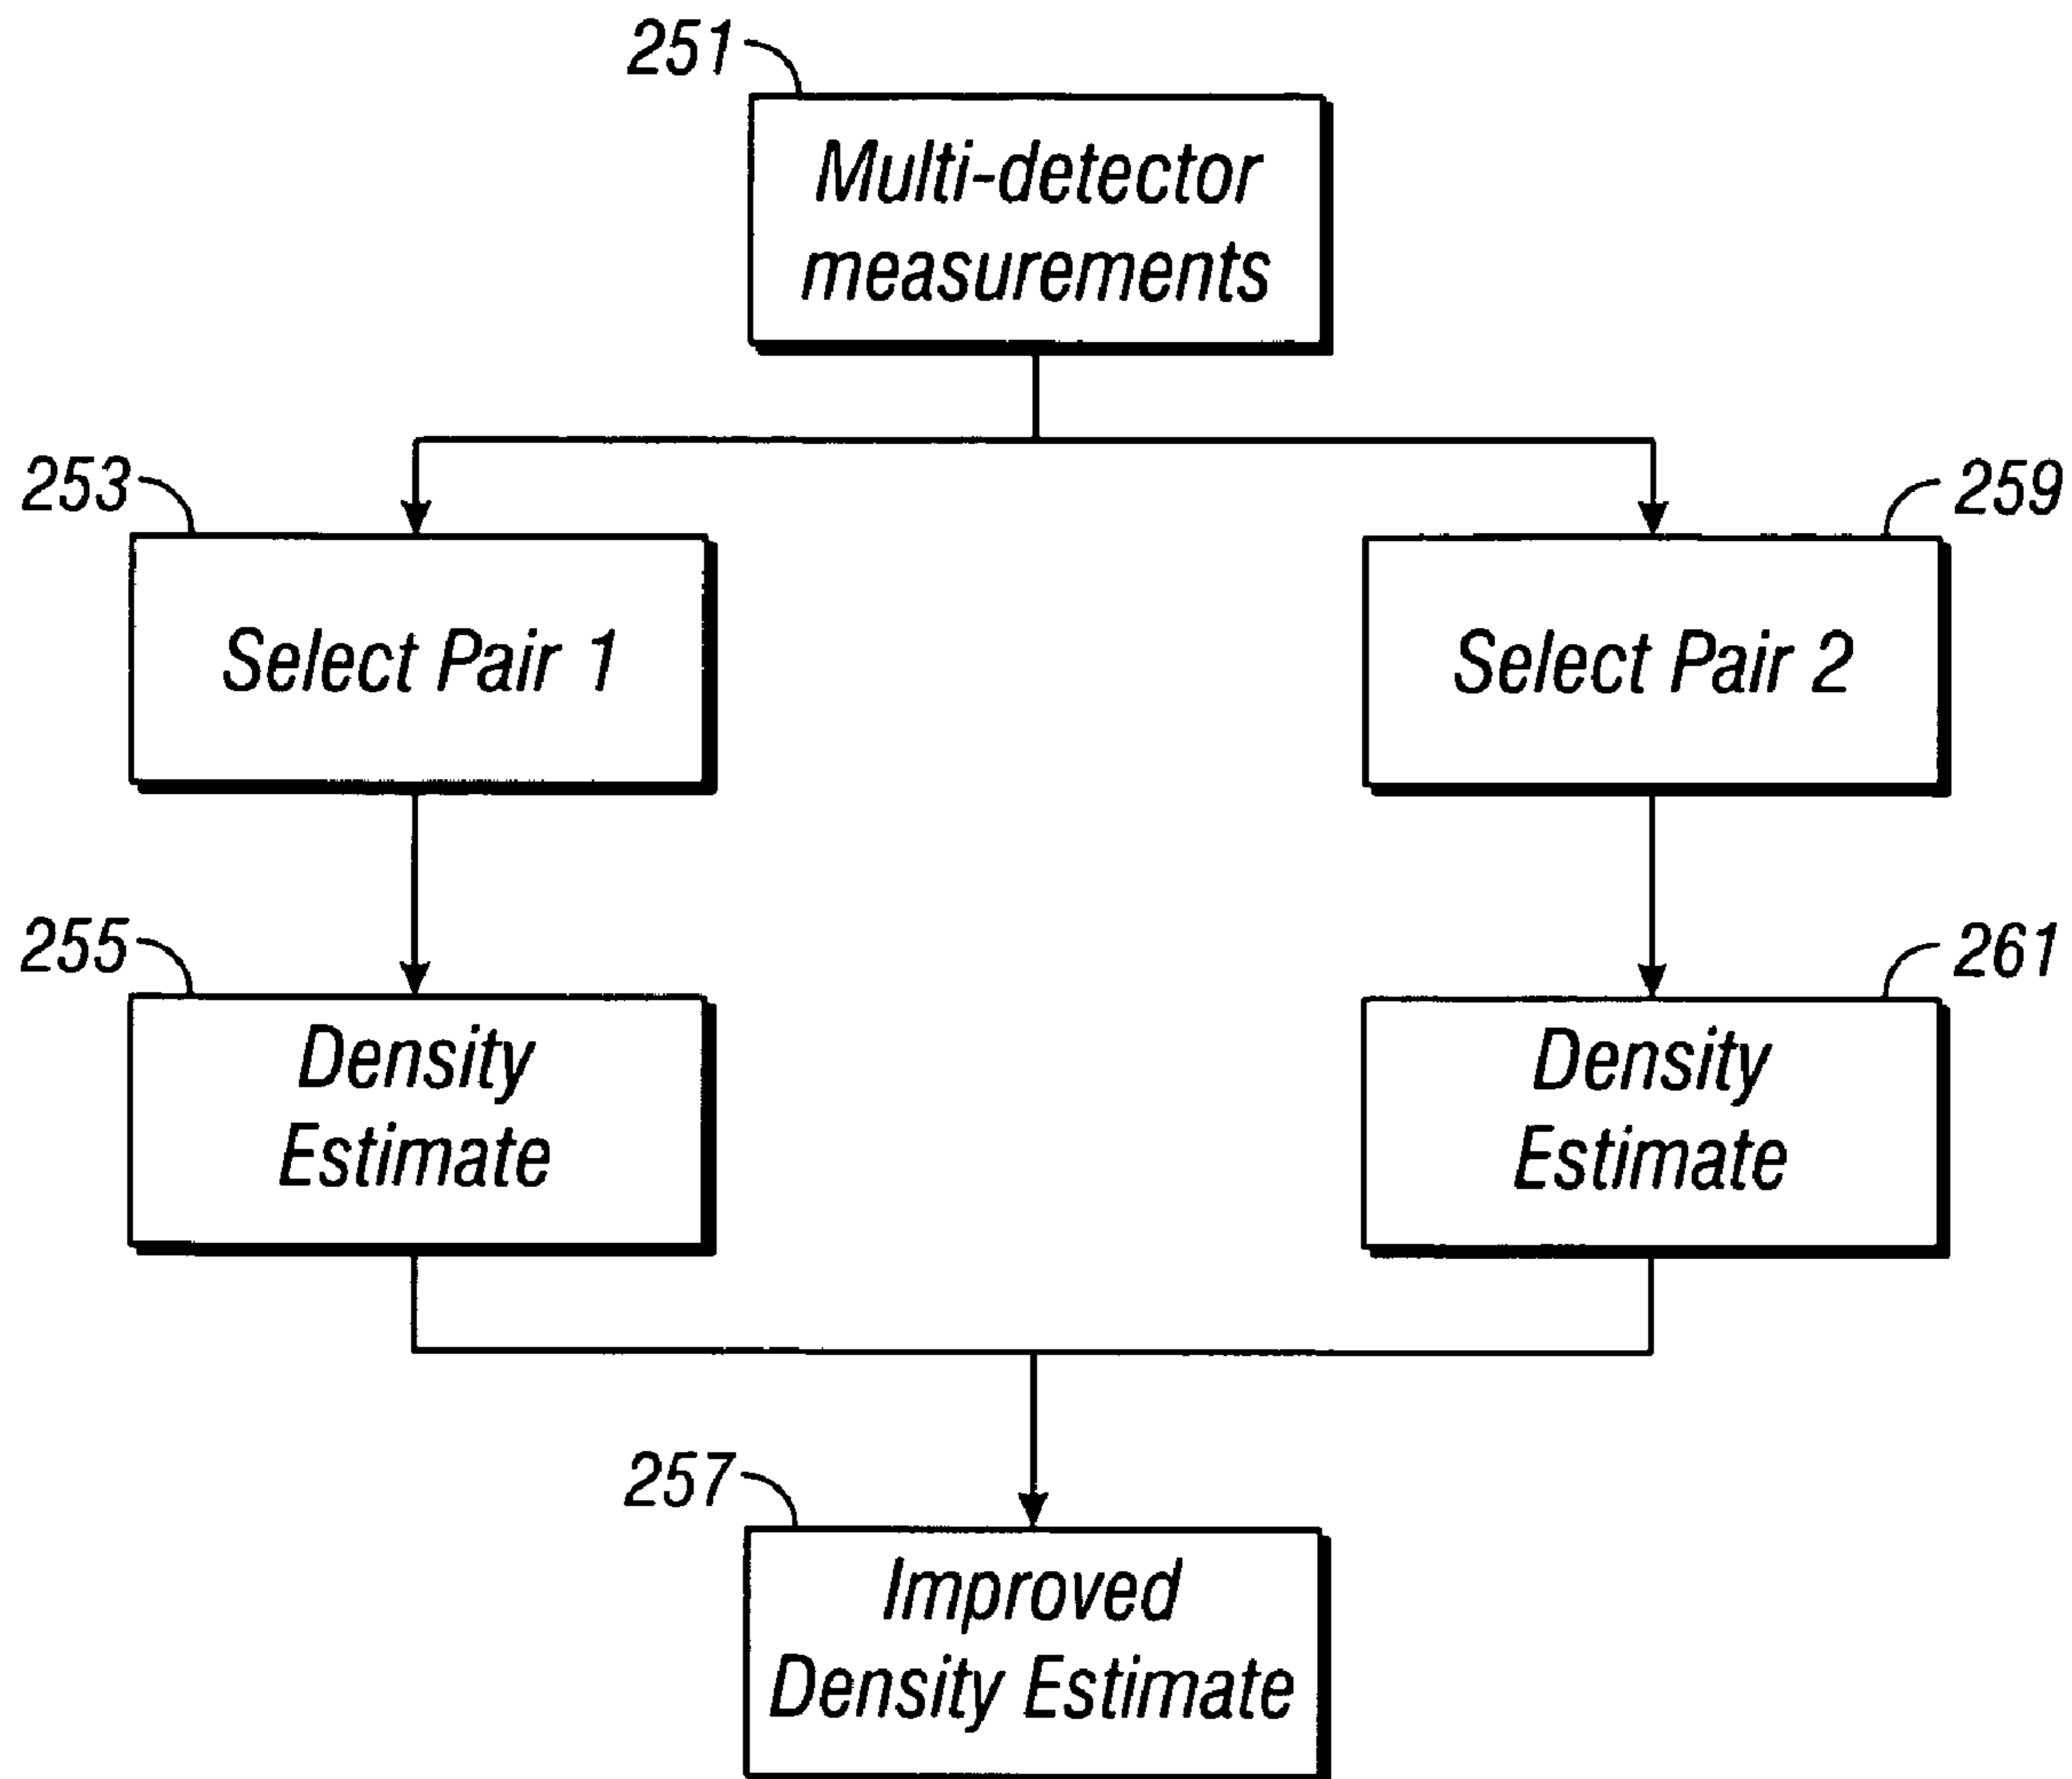 251
Multi-detector
measurements
253
259
Select Pair 1
Select Pair 2
255
261
Density
Estimate
Density
Estimate
257
Improved
Density Estimate